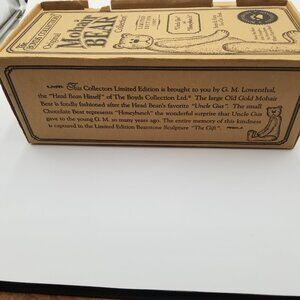 Original
Mohair
BEAR
Collection
This Collectors Limited Edition is brought to you by G. M. Lowenthal,
the "Head Bean Himself" of The Boyds Collection Ltd.® The large Old Gold Mohair
Bear is fondly fashioned after the Head Bean's favorite "Uncle Gus". The small
Chocolate Bear represents "Honeybunch" the wonderful surprise that Uncle Gus
gave to the young G. M. so many years ago. The entire memory of this kindness
is captured in the Limited Edition Bearstone Sculpture "The Gift".